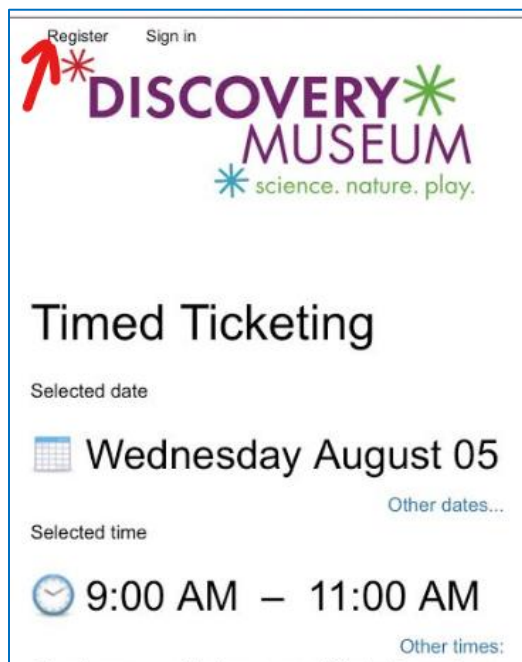 Register Sign in
DISCOVERY
MUSEUM
science. nature. play.
Timed Ticketing
Selected date
Wednesday August 05
Other dates...
Selected time
9:00 AM – 11:00 AM
Other times: